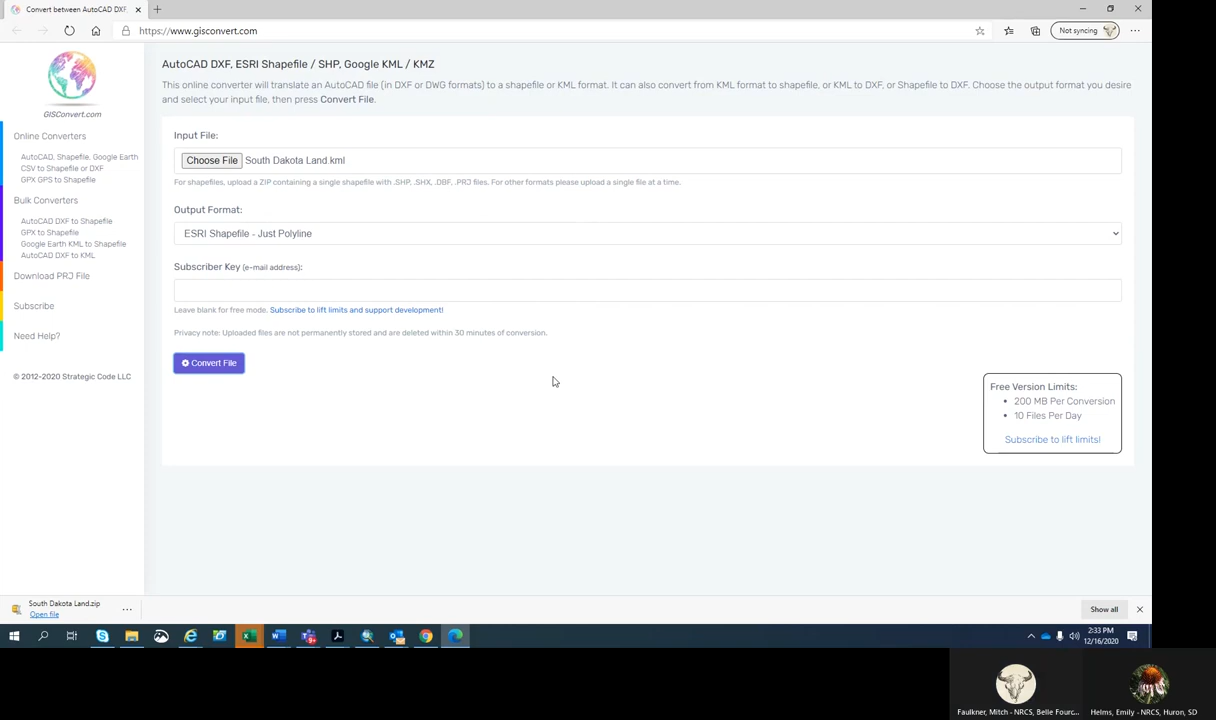 Convert between AutoCAD DXF,
https://www.gisconvert.com
Not syncing
GISConvert.com
Online Converters
AutoCAD, Shapefile, Google Earth
CSV to Shapefile or DXF
GPX GPS to Shapefile
Bulk Converters
AutoCAD DXF to Shapefile
GPX to Shapefile
Google Earth KML to Shapefile
AutoCAD DXF to KML
Download PRJ File
Subscribe
Need Help?
© 2012-2020 Strategic Code LLC
AutoCAD DXF, ESRI Shapefile / SHP, Google KML / KMZ
This online converter will translate an AutoCAD file (in DXF or DWG formats) to a shapefile or KML format. It can also convert from KML format to shapefile, or KML to DXF, or Shapefile to DXF. Choose the output format you desire
and select your input file, then press Convert File.
Input File:
Choose File South Dakota Land.kml
For shapefiles, upload a ZIP containing a single shapefile with .SHP, .SHX, .DBF, .PRJ files. For other formats please upload a single file at a time.
Output Format:
ESRI Shapefile - Just Polyline
Subscriber Key (e-mail address):
Leave blank for free mode. Subscribe to lift limits and support development!
Privacy note: Uploaded files are not permanently stored and are deleted within 30 minutes of conversion.
Convert File
Free Version Limits:
200 MB Per Conversion
10 Files Per Day
Subscribe to lift limits!
South Dakota Land.zip
Open file
Show all
2:33 PM
12/16/2020
Faulkner, Mitch - NRCS, Belle Fourc...
Helms, Emily - NRCS, Huron, SD